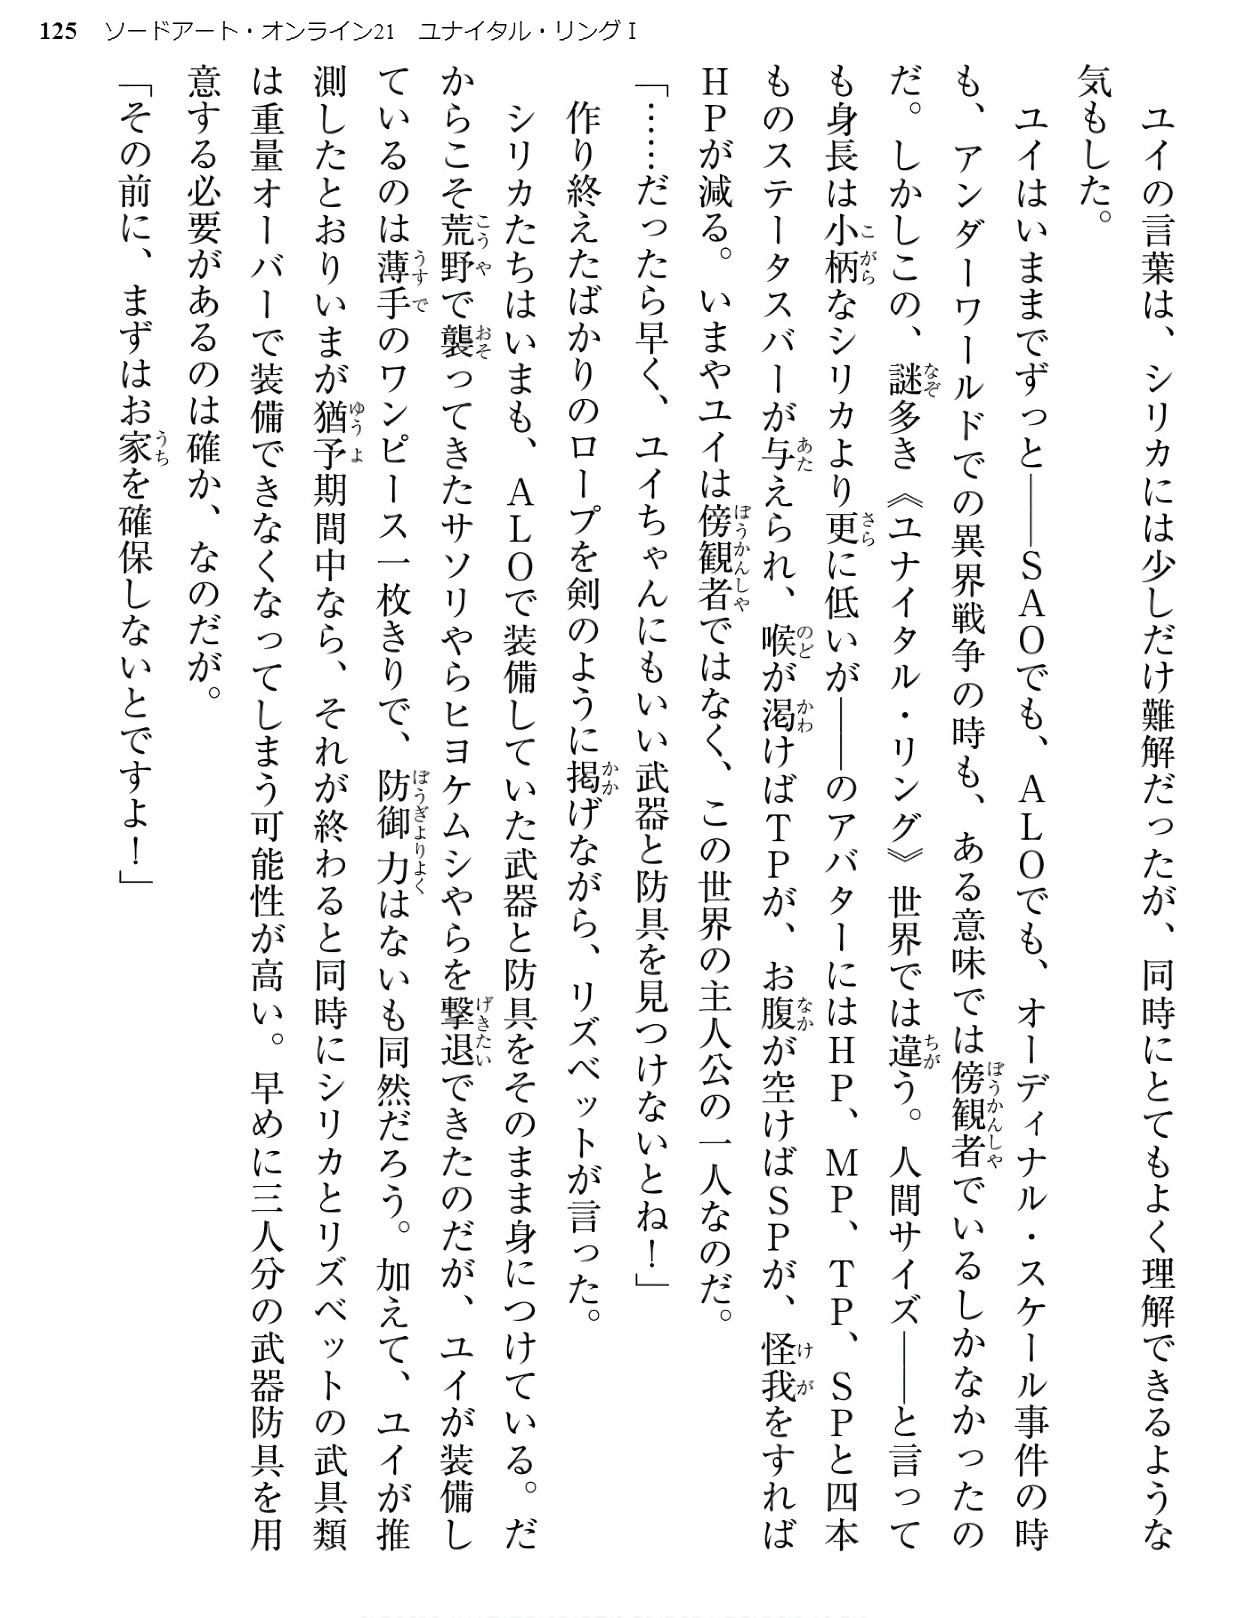 125 ソードアート・オンライン21 ユナイタル・リングⅠ
ユイの言葉は、シリカには少しだけ難解だったが、同時にとてもよく理解できるような
気もした。
ユイはいままでずっと――SAOでも、ALOでも、オーディナル・スケール事件の時
も、アンダーワールドでの異界戦争の時も、ある意味では傍観者でいるしかなかったの
だ。しかしこの、謎多き《ユナイタル・リング》世界では違う。人間サイズ――と言って
も身長は小柄なシリカより更に低いが――のアバターにはHP、MP、TP、SPと四本
ものステータスバーが与えられ、喉が渇けばTPが、お腹が空けばSPが、怪我をすれば
HPが減る。いまやユイは傍観者ではなく、この世界の主人公の一人なのだ。
「……だったら早く、ユイちゃんにもいい武器と防具を見つけないとね！」
作り終えたばかりのロープを剣のように掲げながら、リズベットが言った。
シリカたちはいまも、ALOで装備していた武器と防具をそのまま身につけている。だ
からこそ荒野で襲ってきたサソリやらヒヨケムシやらを撃退できたのだが、ユイが装備し
ているのは薄手のワンピース一枚きりで、防御力はないも同然だろう。加えて、ユイが推
測したとおりいまが猶予期間中なら、それが終わると同時にシリカとリズベットの武具類
は重量オーバーで装備できなくなってしまう可能性が高い。早めに三人分の武器防具を用
意する必要があるのは確か、なのだが。
「その前に、まずはお家を確保しないとですよ！」